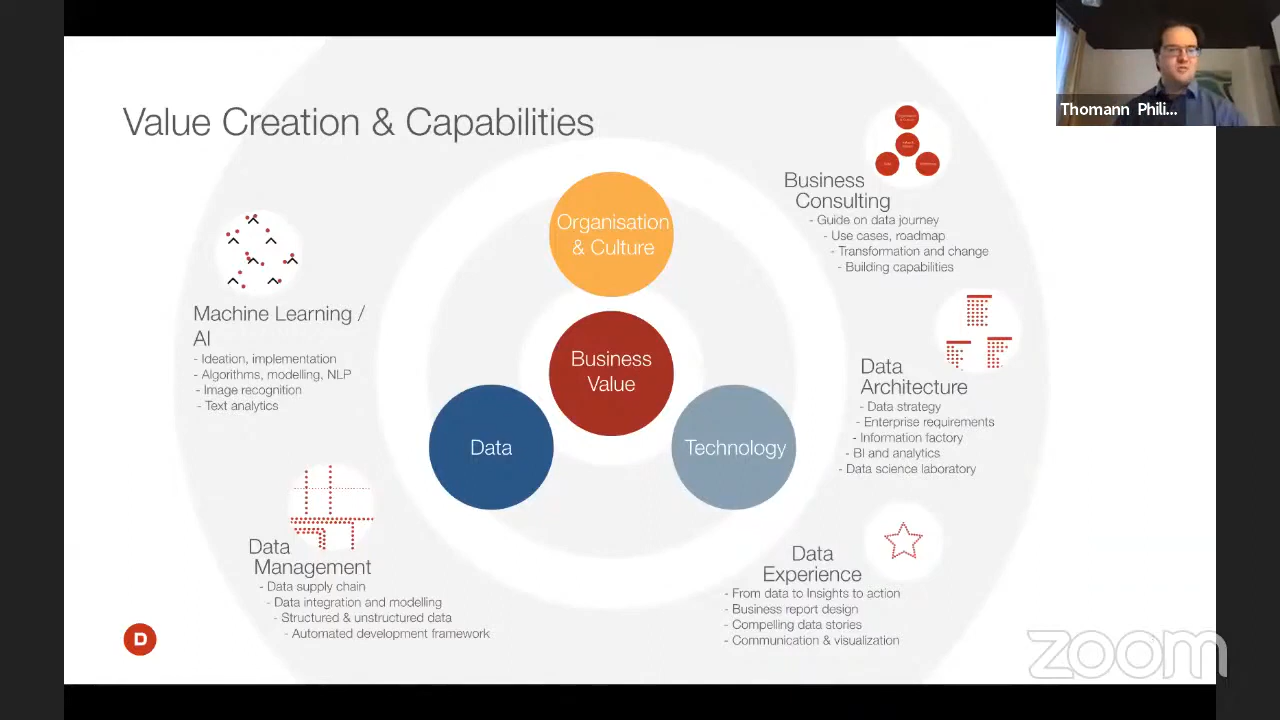 Value Creation & Capabilities
Thomann Phili...
Organisation
& Culture
Business
Value
Data
Technology
Machine Learning /
AI
- Ideation, implementation
- Algorithms, modelling, NLP
- Image recognition
- Text analytics
Data
Management
- Data supply chain
- Data integration and modelling
- Structured & unstructured data
- Automated development framework
Business
Consulting
- Guide on data journey
- Use cases, roadmap
- Transformation and change
- Building capabilities
Data
Architecture
- Data strategy
- Enterprise requirements
- Information factory
- BI and analytics
- Data science laboratory
Data
Experience
- From data to Insights to action
- Business report design
- Compelling data stories
- Communication & visualization
D
zoom